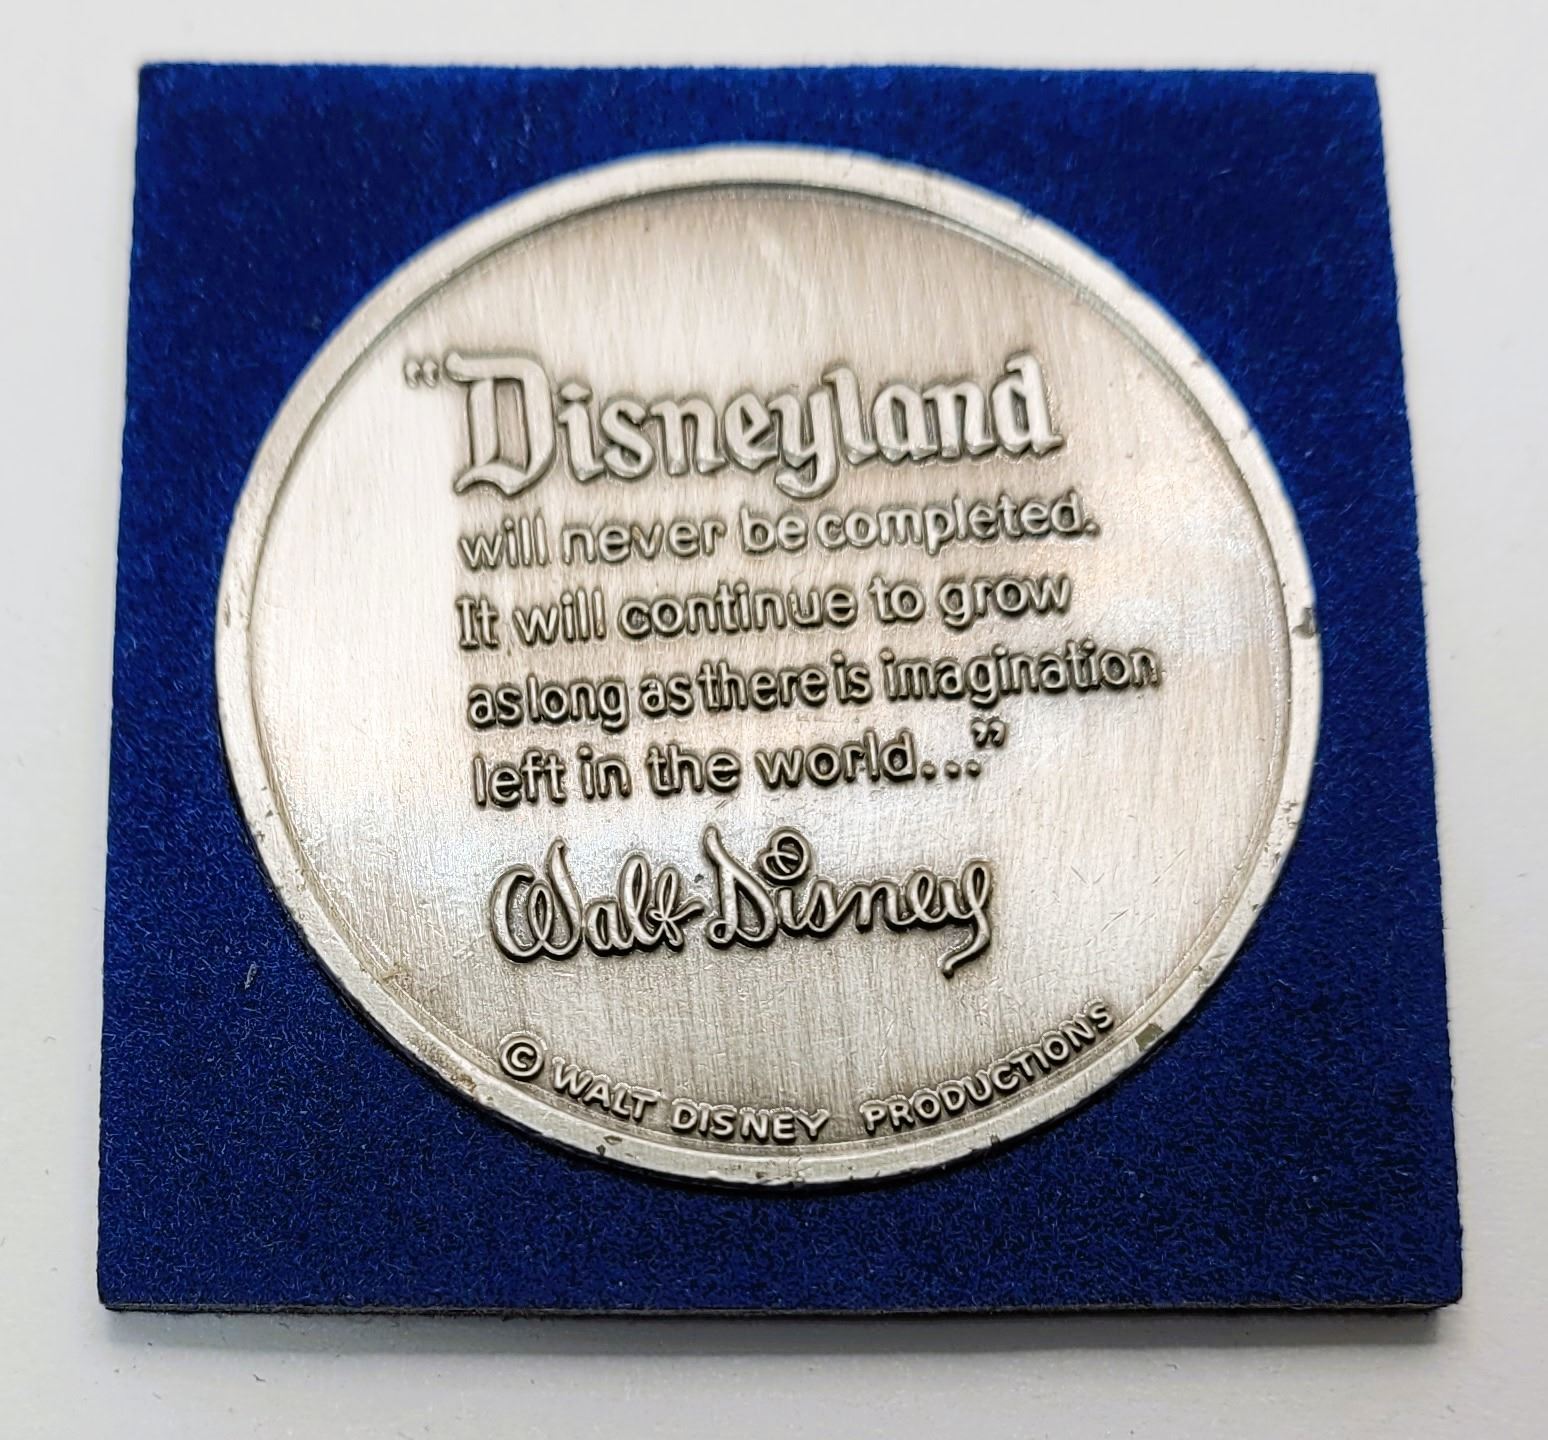 “Disneyland
will never be completed.
It will continue to grow
as long as there is imagination
left in the world...”
Walt Disney
© WALT DISNEY PRODUCTIONS